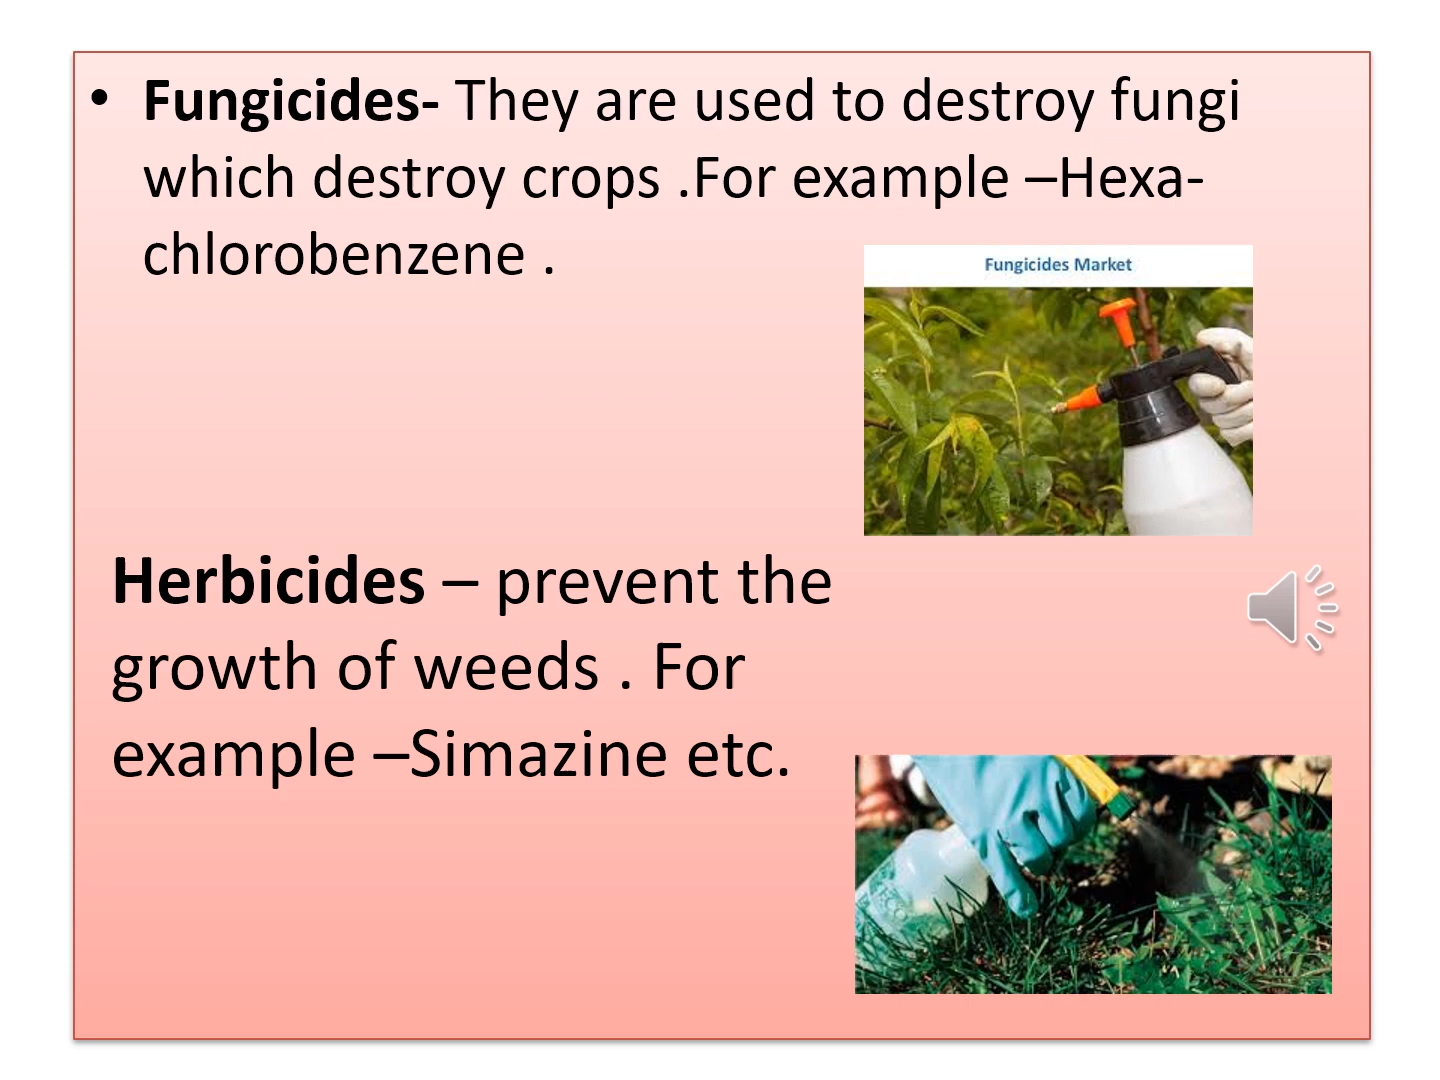 • Fungicides- They are used to destroy fungi
which destroy crops .For example –Hexa-
chlorobenzene .
Fungicides Market
Herbicides – prevent the
growth of weeds . For
example –Simazine etc.